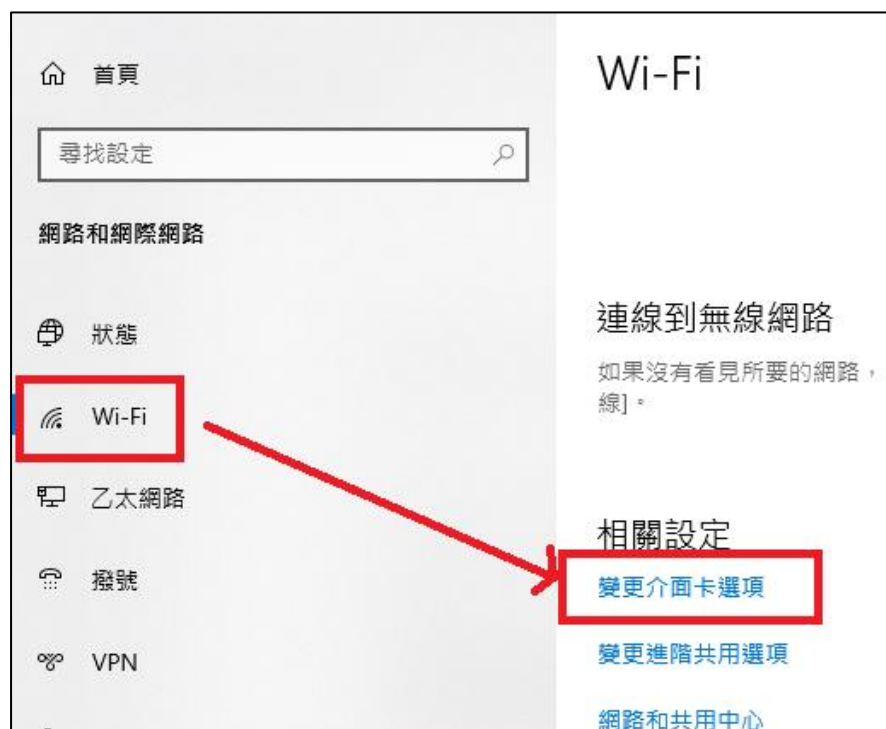 首頁
尋找設定
網路和網際網路
狀態
Wi-Fi
乙太網路
撥號
VPN
Wi-Fi
連線到無線網路
如果沒有看見所要的網路，
線]。
相關設定
變更介面卡選項
變更進階共用選項
網路和共用中心